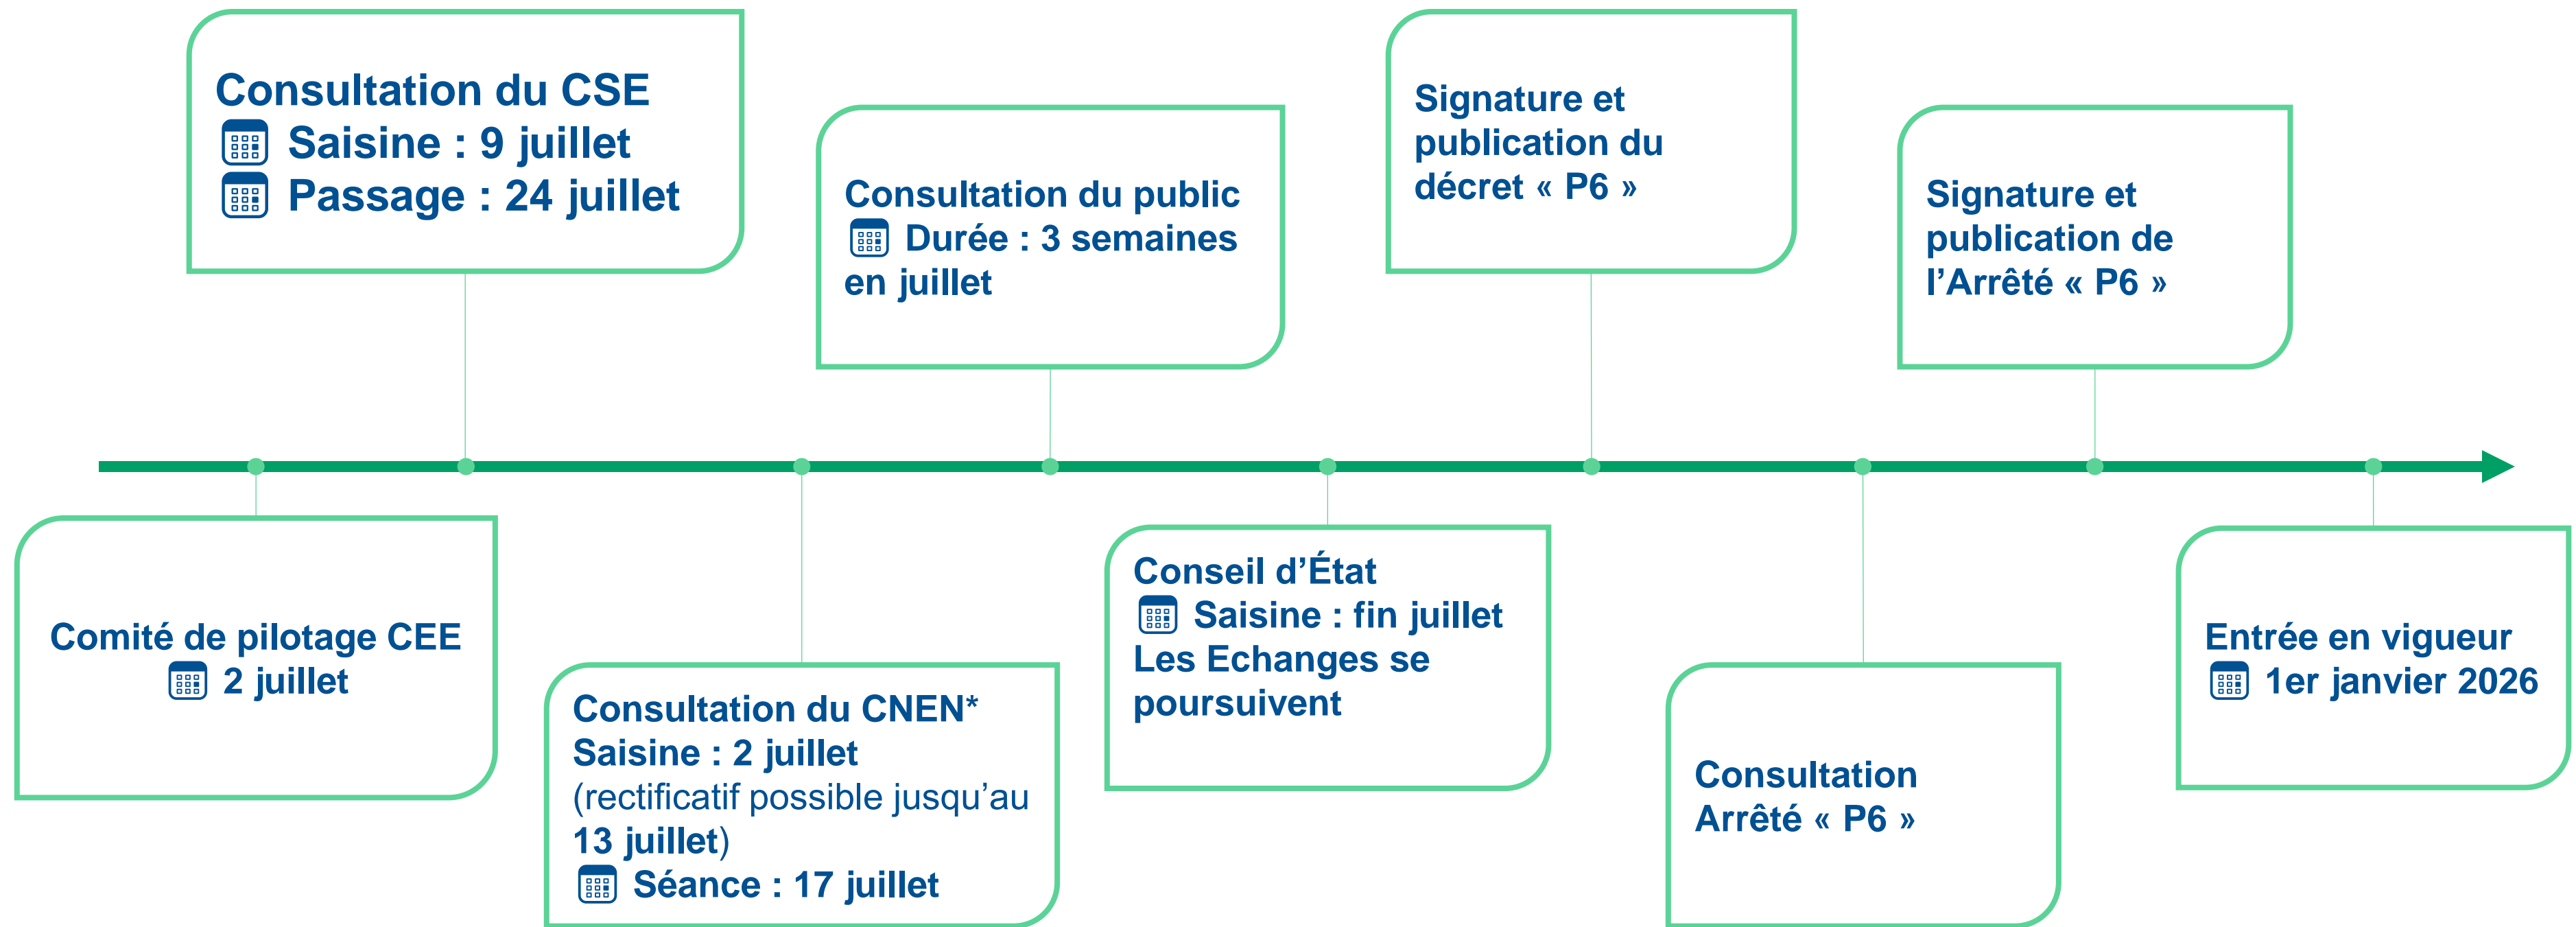 Consultation du CSE
Saisine : 9 juillet
Passage : 24 juillet
Consultation du public
Durée : 3 semaines
en juillet
Signature et
publication du
décret « P6 »
Signature et
publication de
l’Arrêté « P6 »
Comité de pilotage CEE
2 juillet
Consultation du CNEN*
Saisine : 2 juillet
(rectificatif possible jusqu’au
13 juillet)
Séance : 17 juillet
Conseil d’État
Saisine : fin juillet
Les Echanges se
poursuivent
Consultation
Arrêté « P6 »
Entrée en vigueur
1er janvier 2026